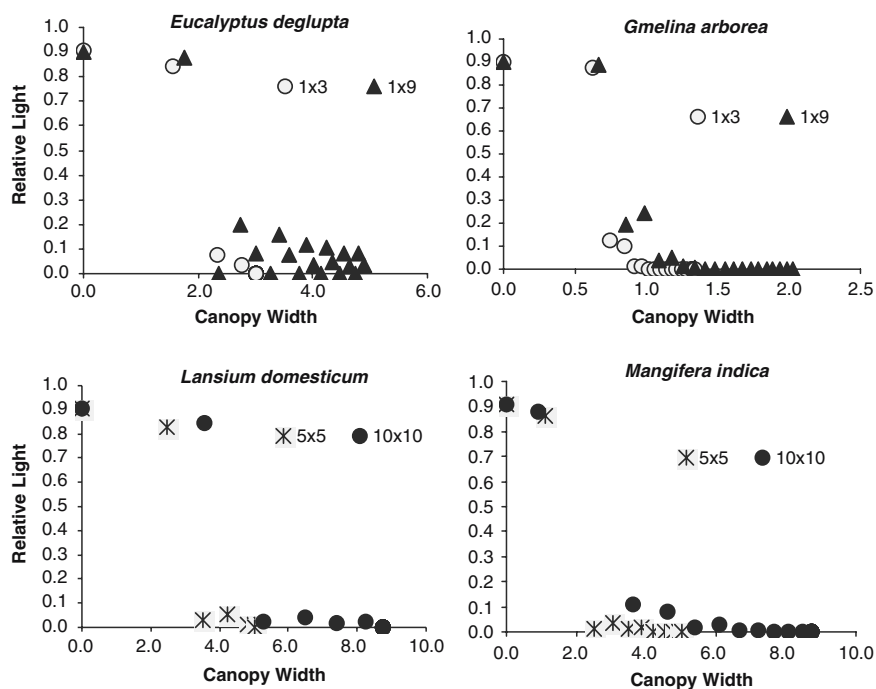 Eucalyptus deglupta
1.0
0.9
0.8
0.7
0.6
0.5
0.4
0.3
0.2
0.1
0.0
Relative Light
1x3 1x9
0.0 2.0 4.0 6.0
Canopy Width
Gmelina arborea
1.0
0.9
0.8
0.7
0.6
0.5
0.4
0.3
0.2
0.1
0.0
1x3 1x9
0.0 0.5 1.0 1.5 2.0 2.5
Canopy Width
Lansium domesticum
1.0
0.9
0.8
0.7
0.6
0.5
0.4
0.3
0.2
0.1
0.0
Relative Light
5x5 10x10
0.0 2.0 4.0 6.0 8.0 10.0
Canopy Width
Mangifera indica
1.0
0.9
0.8
0.7
0.6
0.5
0.4
0.3
0.2
0.1
0.0
5x5 10x10
0.0 2.0 4.0 6.0 8.0 10.0
Canopy Width